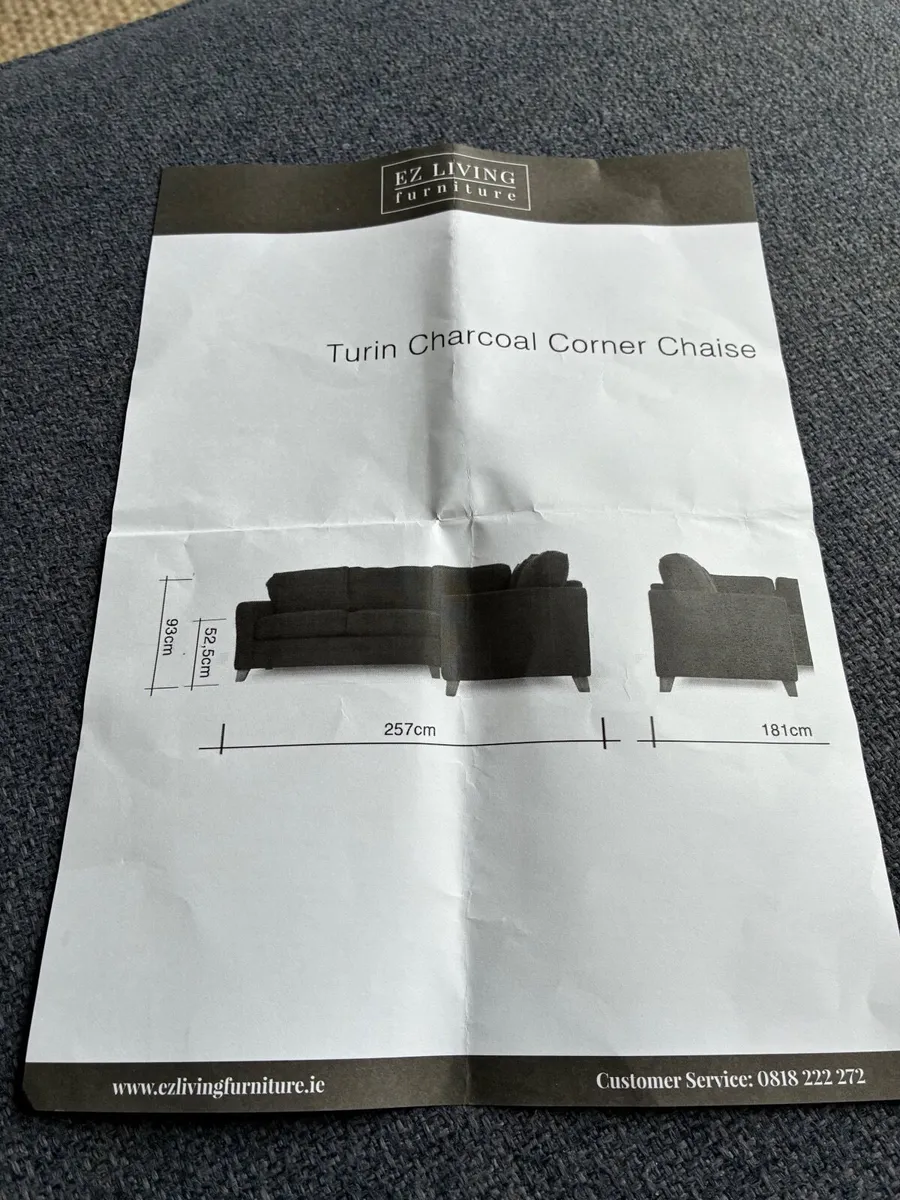 EZ LIVING
furniture
Turin Charcoal Corner Chaise
93cm
52,5cm
257cm
181cm
www.ezlivingfurniture.ie
Customer Service: 0818 222 272